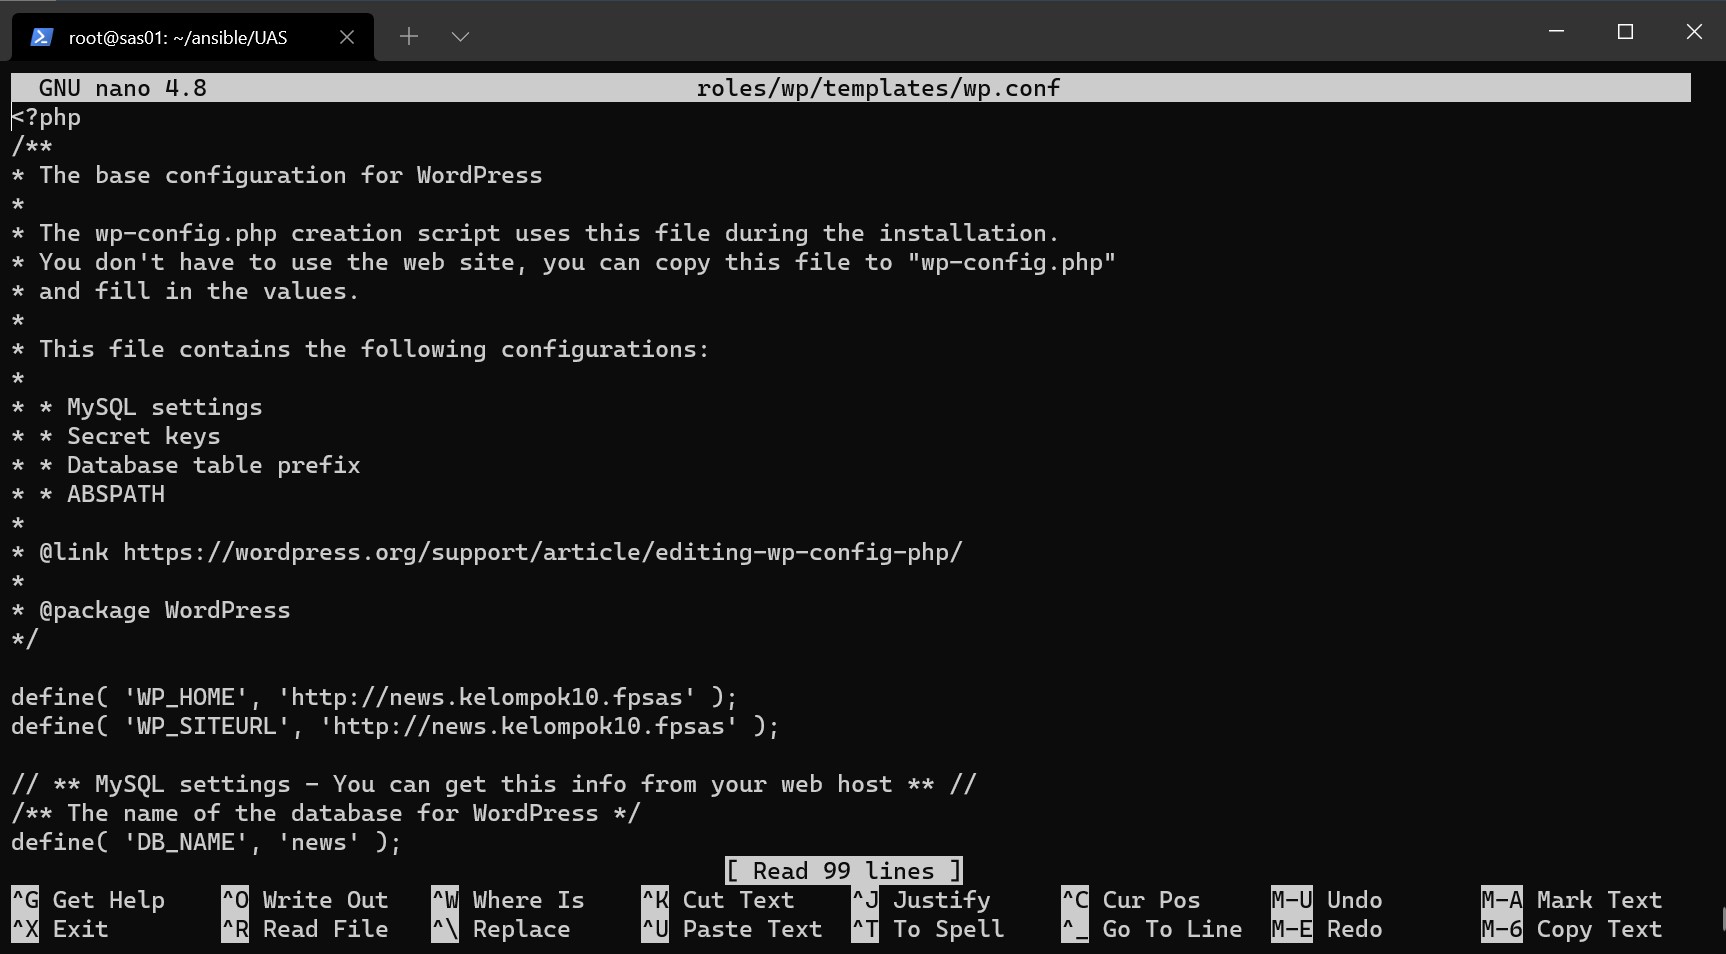 root@sas01: ~/ansible/UAS
GNU nano 4.8 roles/wp/templates/wp.conf
<?php
/**
* The base configuration for WordPress
*
* The wp-config.php creation script uses this file during the installation.
* You don't have to use the web site, you can copy this file to "wp-config.php"
* and fill in the values.
*
* This file contains the following configurations:
*
* * MySQL settings
* * Secret keys
* * Database table prefix
* * ABSPATH
*
* @link https://wordpress.org/support/article/editing-wp-config-php/
*
* @package WordPress
*/

define( 'WP_HOME', 'http://news.kelompok10.fpsas' );
define( 'WP_SITEURL', 'http://news.kelompok10.fpsas' );

// ** MySQL settings - You can get this info from your web host ** //
/** The name of the database for WordPress */
define( 'DB_NAME', 'news' );
[ Read 99 lines ]
^G Get Help ^O Write Out ^W Where Is ^K Cut Text ^J Justify ^C Cur Pos M-U Undo M-A Mark Text
^X Exit ^R Read File ^\ Replace ^U Paste Text ^T To Spell ^_ Go To Line M-E Redo M-6 Copy Text